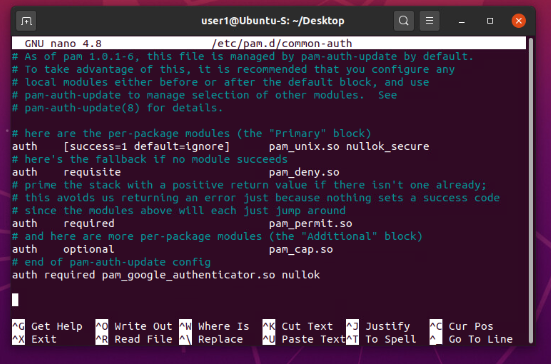 user1@Ubuntu-S: ~/Desktop
GNU nano 4.8 /etc/pam.d/common-auth
# As of pam 1.0.1-6, this file is managed by pam-auth-update by default.
# To take advantage of this, it is recommended that you configure any
# local modules either before or after the default block, and use
# pam-auth-update to manage selection of other modules.  See
# pam-auth-update(8) for details.
# here are the per-package modules (the "Primary" block)
auth    [success=1 default=ignore]      pam_unix.so nullok_secure
# here's the fallback if no module succeeds
auth    requisite                       pam_deny.so
# prime the stack with a positive return value if there isn't one already;
# this avoids us returning an error just because nothing sets a success code
# since the modules above will each just jump around
auth    required                        pam_permit.so
# and here are more per-package modules (the "Additional" block)
auth    optional                        pam_cap.so
# end of pam-auth-update config
auth required pam_google_authenticator.so nullok
^G Get Help  ^O Write Out ^W Where Is  ^K Cut Text  ^J Justify   ^C Cur Pos
^X Exit      ^R Read File ^\ Replace   ^U Paste Text^T To Spell  ^_ Go To Line